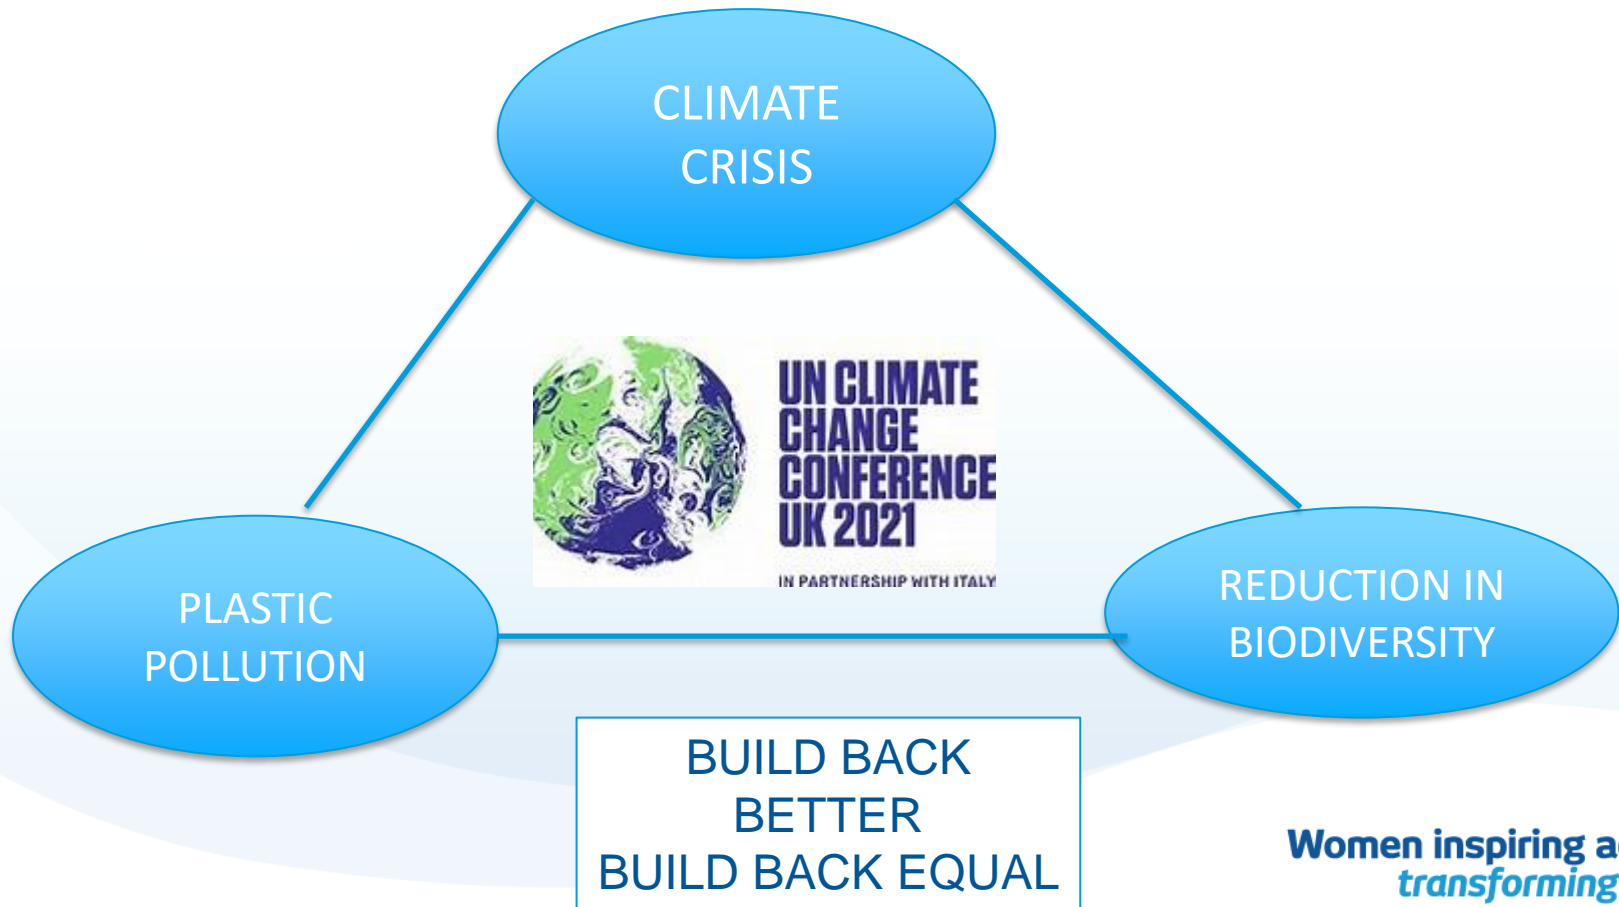 CLIMATE
CRISIS
UN CLIMATE
CHANGE
CONFERENCE
UK 2021
IN PARTNERSHIP WITH ITALY
PLASTIC
POLLUTION
REDUCTION IN
BIODIVERSITY
BUILD BACK
BETTER
BUILD BACK EQUAL
Women inspiring
transforming